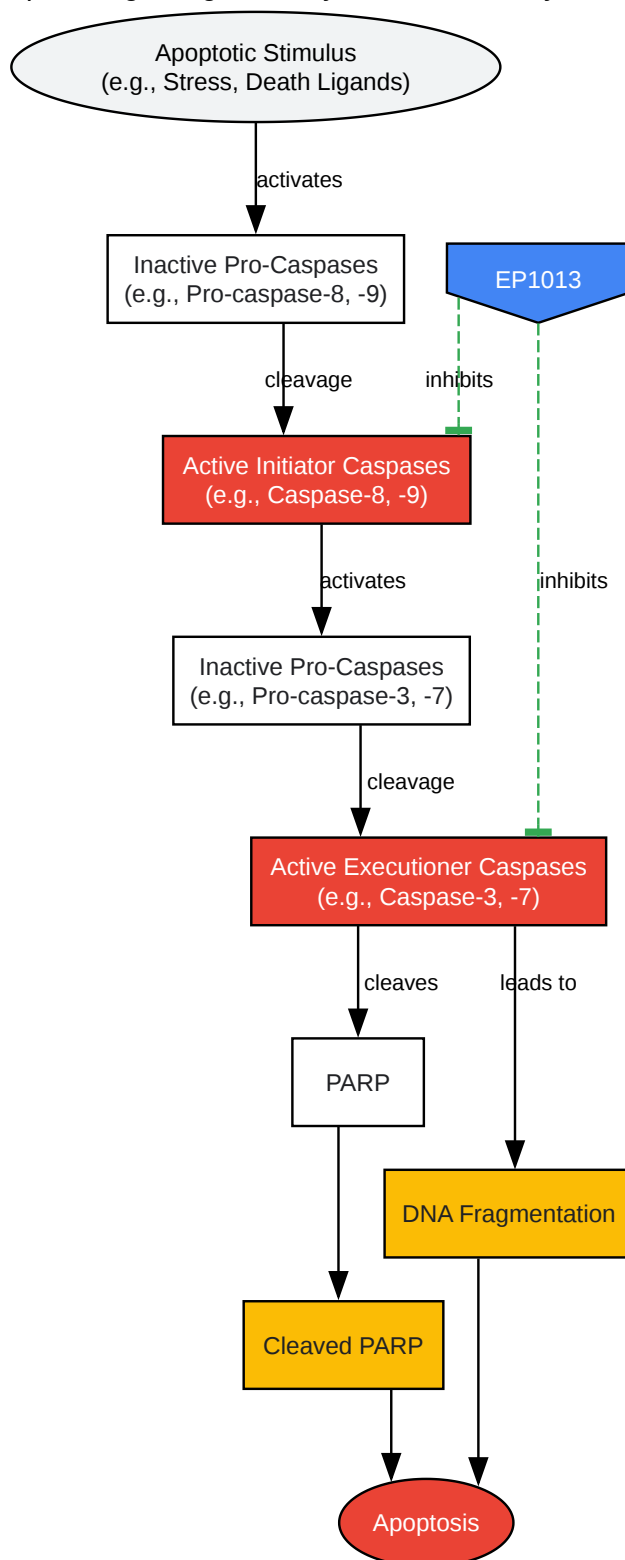 Apoptotic Stimulus
(e.g., Stress, Death Ligands)
activates
Inactive Pro-Caspases
(e.g., Pro-caspase-8, -9)
EP1013
cleavage
inhibits
Active Initiator Caspases
(e.g., Caspase-8, -9)
activates
inhibits
Inactive Pro-Caspases
(e.g., Pro-caspase-3, -7)
cleavage
Active Executioner Caspases
(e.g., Caspase-3, -7)
cleaves
leads to
PARP
DNA Fragmentation
Cleaved PARP
Apoptosis